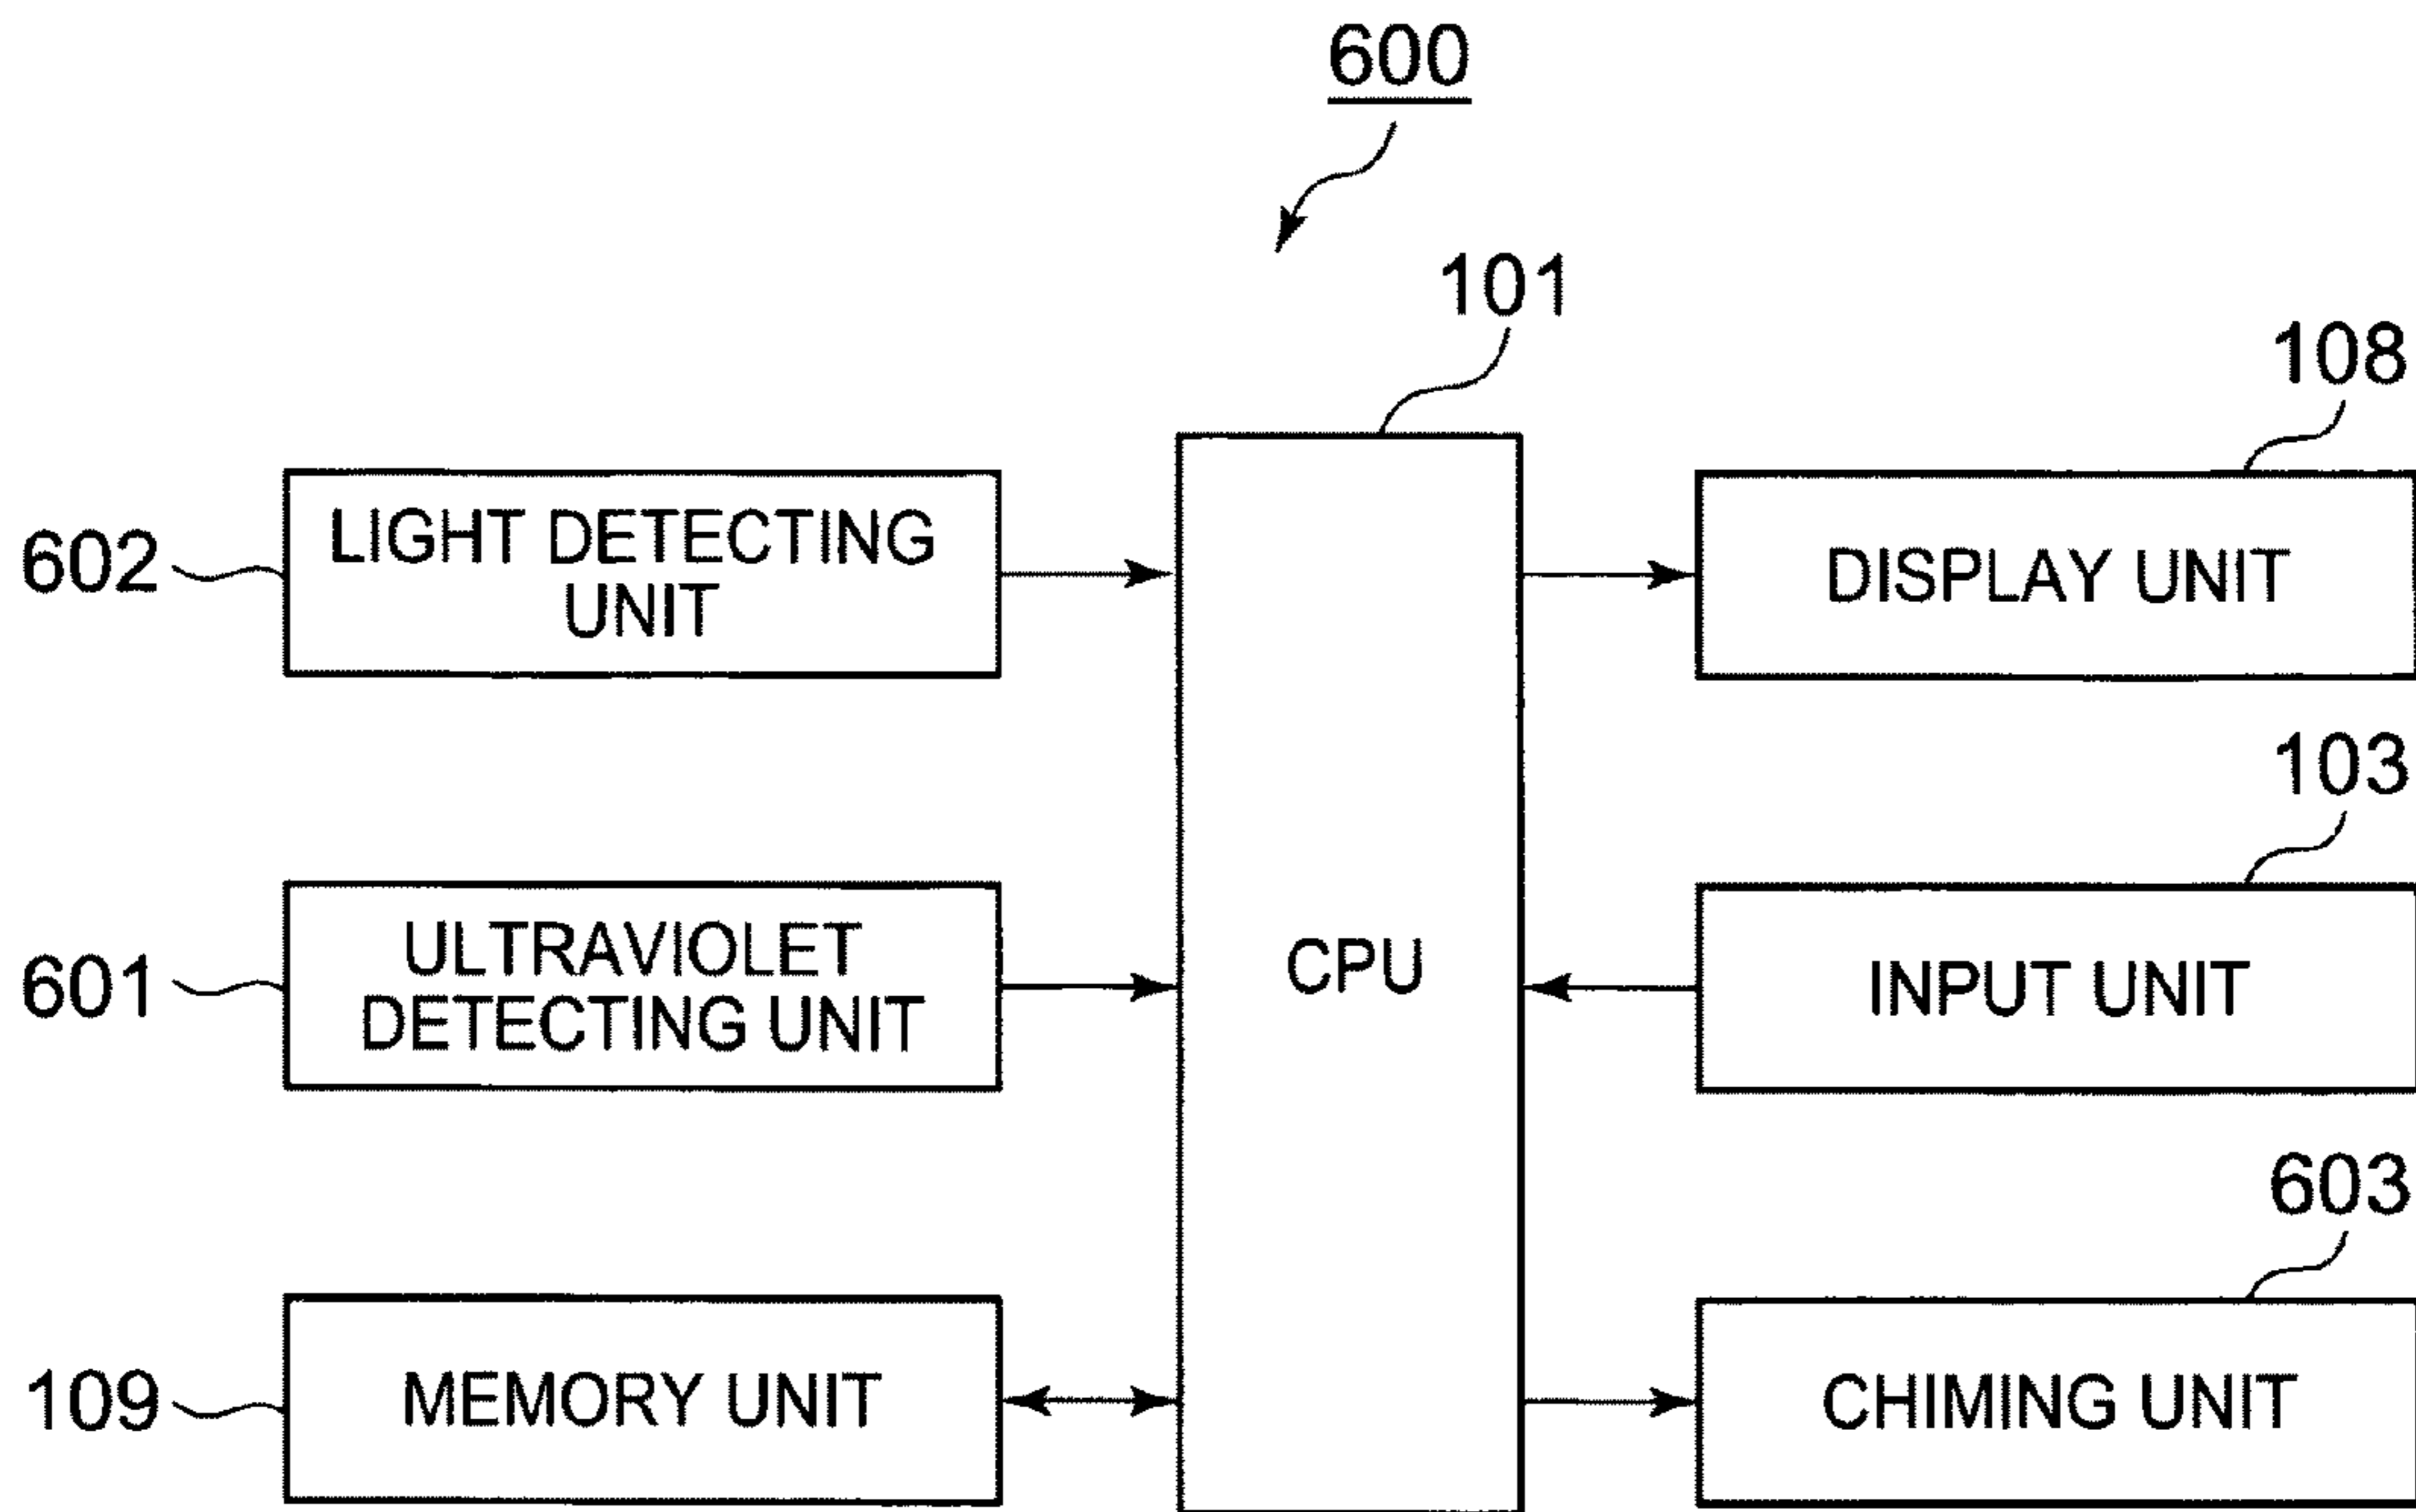 600
101
108
602
LIGHT DETECTING
UNIT
DISPLAY UNIT
103
601
ULTRAVIOLET
DETECTING UNIT
CPU
INPUT UNIT
603
109
MEMORY UNIT
CHIMING UNIT